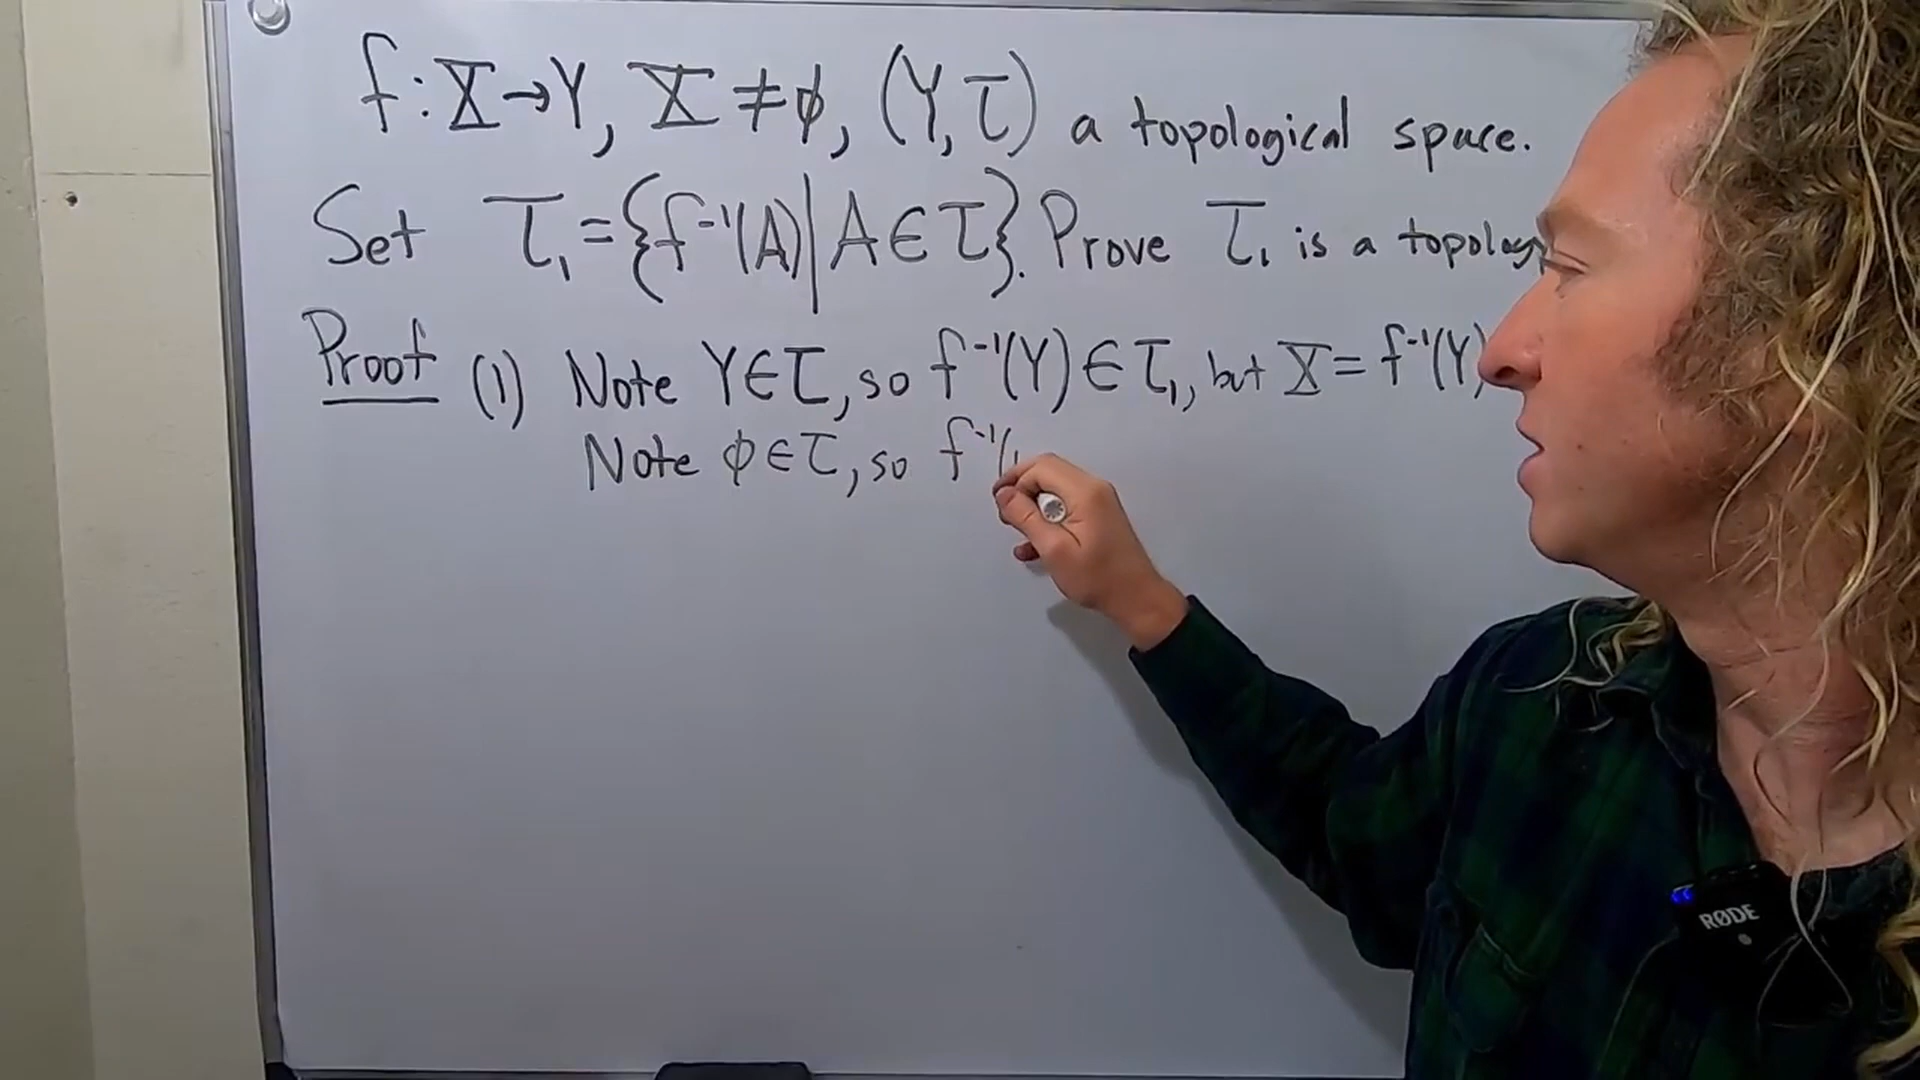 f: X → Y, X ≠ ϕ, (Y, τ) a topological space.
Set τ₁ = {f⁻¹(A) | A ∈ τ}. Prove τ₁ is a topology
Proof (1) Note Y ∈ τ, so f⁻¹(Y) ∈ τ₁, but X = f⁻¹(Y)
Note ϕ ∈ τ, so f⁻¹(
RØDE